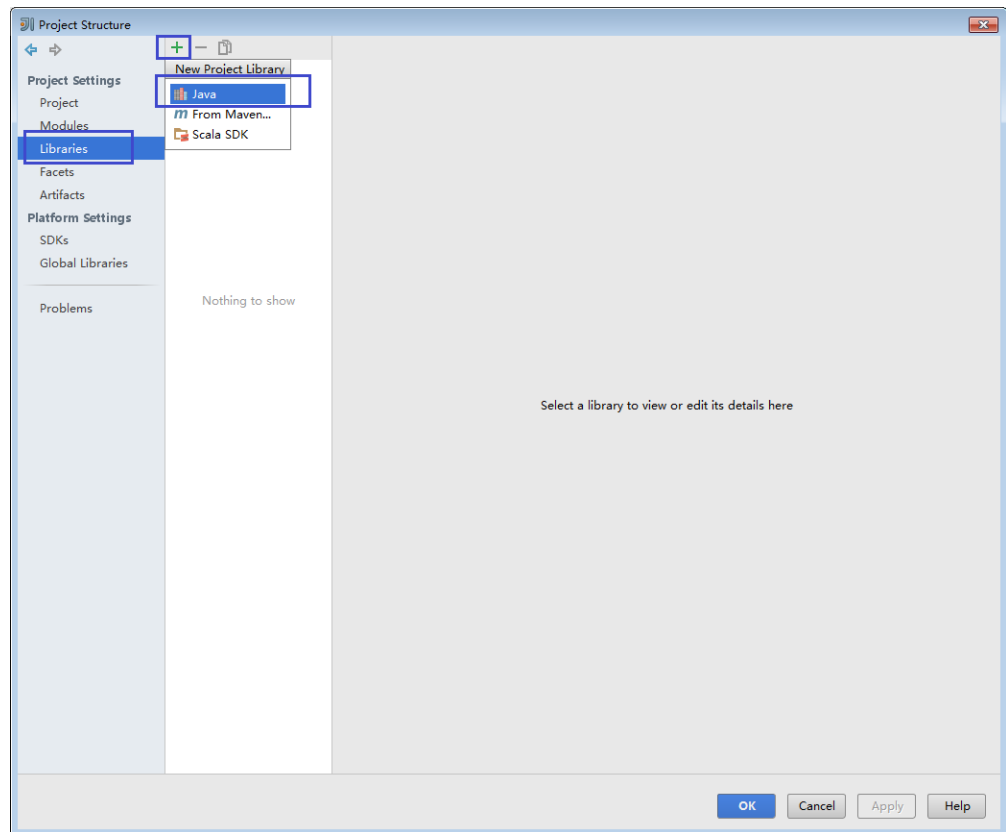 Project Structure
Project Settings
Project
Modules
Libraries
Facets
Artifacts
Platform Settings
SDKs
Global Libraries
Problems
New Project Library
Java
m From Maven...
Scala SDK
Nothing to show
Select a library to view or edit its details here
OK Cancel Apply Help